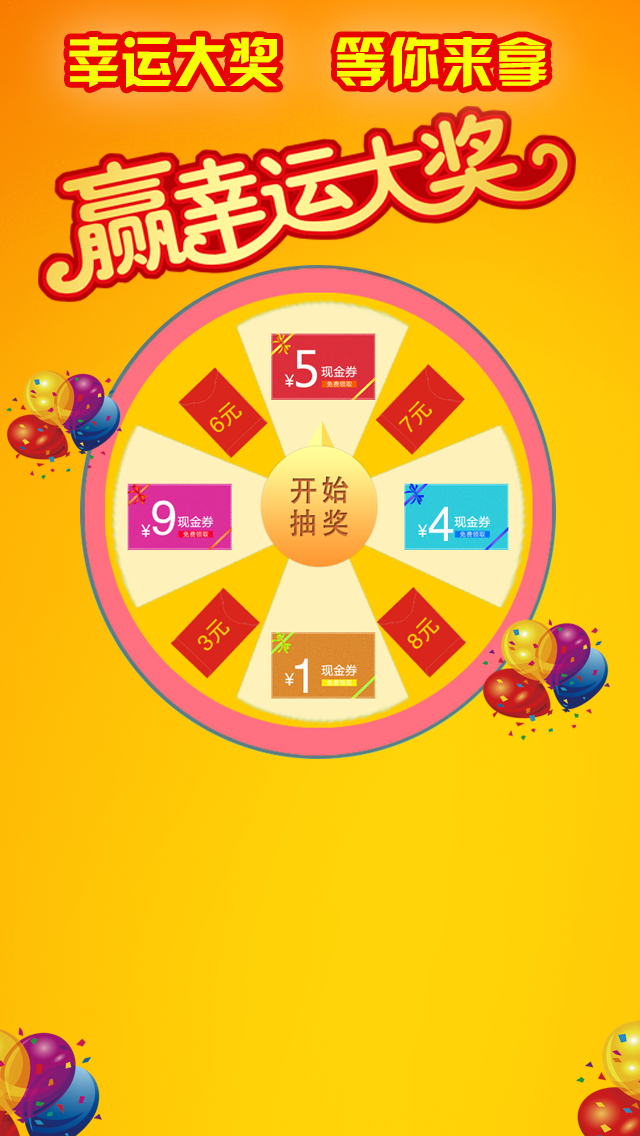 幸运大奖 等你来拿
赢幸运大奖
¥5现金券
免费领取
6元
7元
¥9现金券
免费领取
开始
抽奖
¥4现金券
免费领取
3元
8元
¥1现金券
免费领取